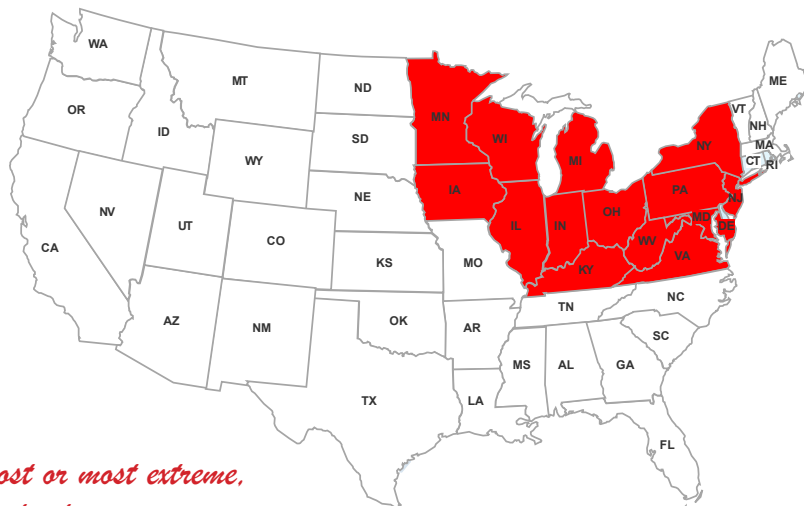 WA
MT
ND
ME
OR
ID
MN
VT
NH
SD
WI
NY
MA
WY
MI
CT
RI
NE
IA
PA
NJ
NV
UT
IL
IN
OH
MD
DE
CA
CO
WV
VA
KS
MO
KY
NC
TN
AZ
NM
OK
AR
SC
MS
AL
GA
TX
LA
FL
ost or most extreme,